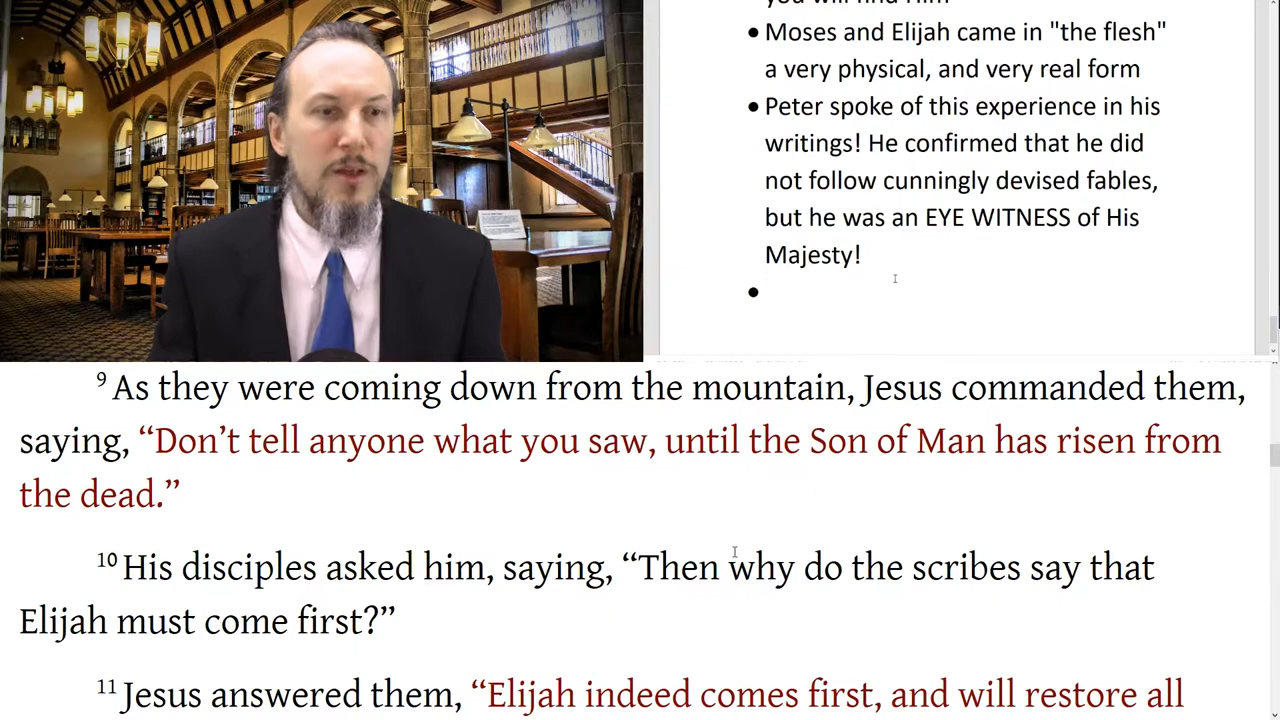 you will find Him
• Moses and Elijah came in "the flesh"
a very physical, and very real form
• Peter spoke of this experience in his
writings! He confirmed that he did
not follow cunningly devised fables,
but he was an EYE WITNESS of His
Majesty!
•
9 As they were coming down from the mountain, Jesus commanded them,
saying, “Don’t tell anyone what you saw, until the Son of Man has risen from
the dead.”
10 His disciples asked him, saying, “Then why do the scribes say that
Elijah must come first?”
11 Jesus answered them, “Elijah indeed comes first, and will restore all